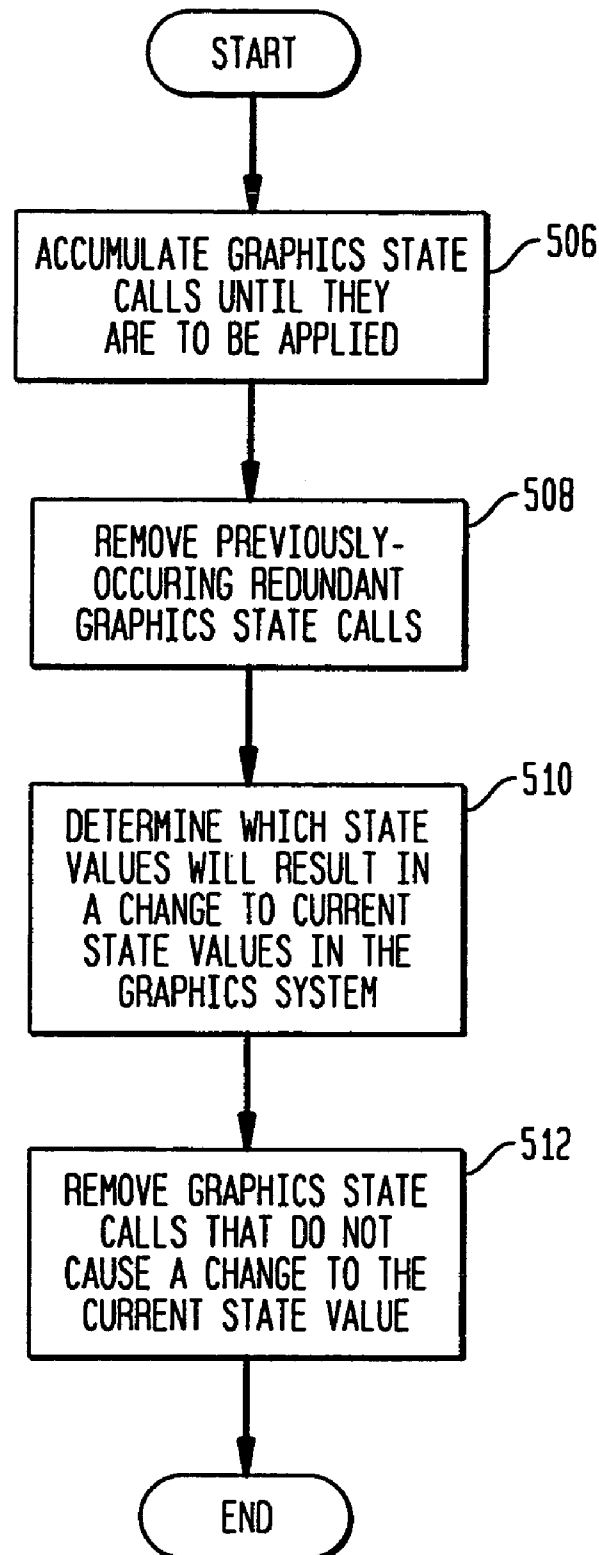 START
ACCUMULATE GRAPHICS STATE
CALLS UNTIL THEY
ARE TO BE APPLIED
506
REMOVE PREVIOUSLY-
OCCURING REDUNDANT
GRAPHICS STATE CALLS
508
DETERMINE WHICH STATE
VALUES WILL RESULT IN
A CHANGE TO CURRENT
STATE VALUES IN THE
GRAPHICS SYSTEM
510
REMOVE GRAPHICS STATE
CALLS THAT DO NOT
CAUSE A CHANGE TO THE
CURRENT STATE VALUE
512
END